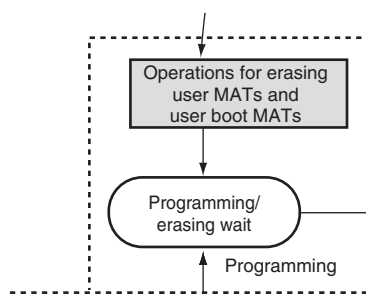 Operations for erasing
user MATs and
user boot MATs
Programming/
erasing wait
Programming